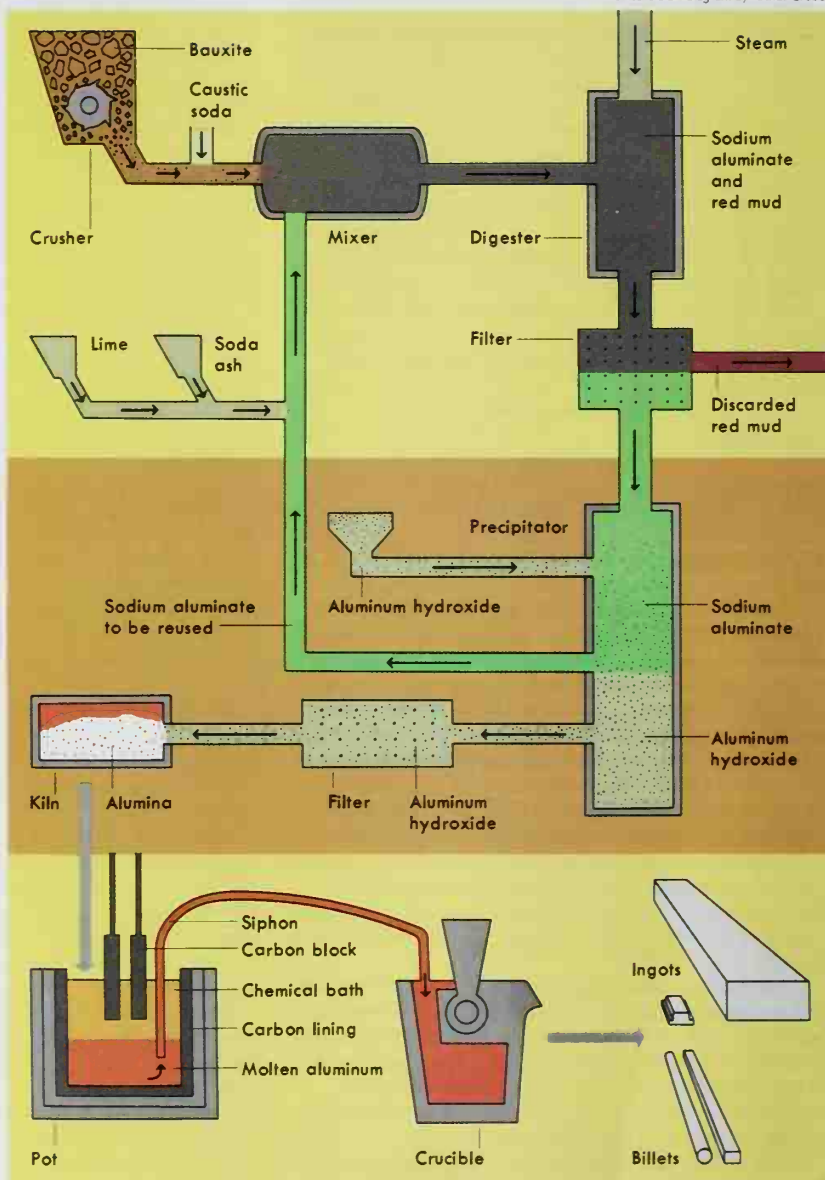 Bauxite
Caustic
soda
Steam
Sodium
aluminate
and
red mud
Crusher
Mixer
Digester
Lime
Soda
ash
Filter
Discarded
red mud
Precipitator
Aluminum hydroxide
Sodium aluminate
to be reused
Sodium
aluminate
Aluminum
hydroxide
Kiln
Alumina
Filter
Aluminum
hydroxide
Siphon
Carbon block
Chemical bath
Carbon lining
Molten aluminum
Ingots
Pot
Crucible
Billets